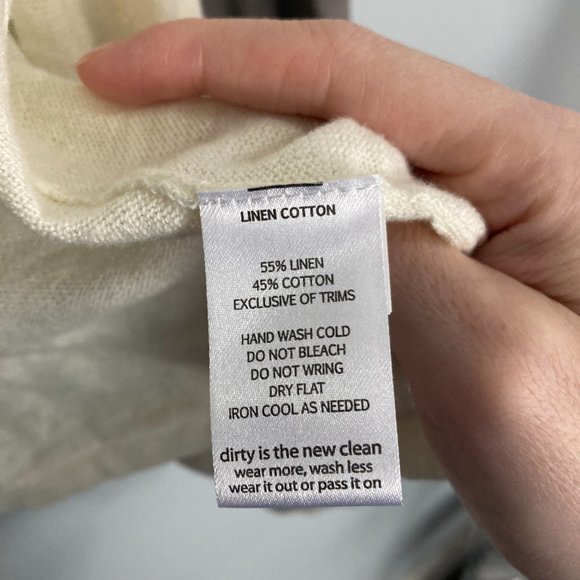 LINEN COTTON
55% LINEN
45% COTTON
EXCLUSIVE OF TRIMS
HAND WASH COLD
DO NOT BLEACH
DO NOT WRING
DRY FLAT
IRON COOL AS NEEDED
dirty is the new clean
wear more, wash less
wear it out or pass it on